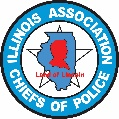 ILLINOIS ASSOCIATION
Land of Lincoln
CHIEFS OF POLICE